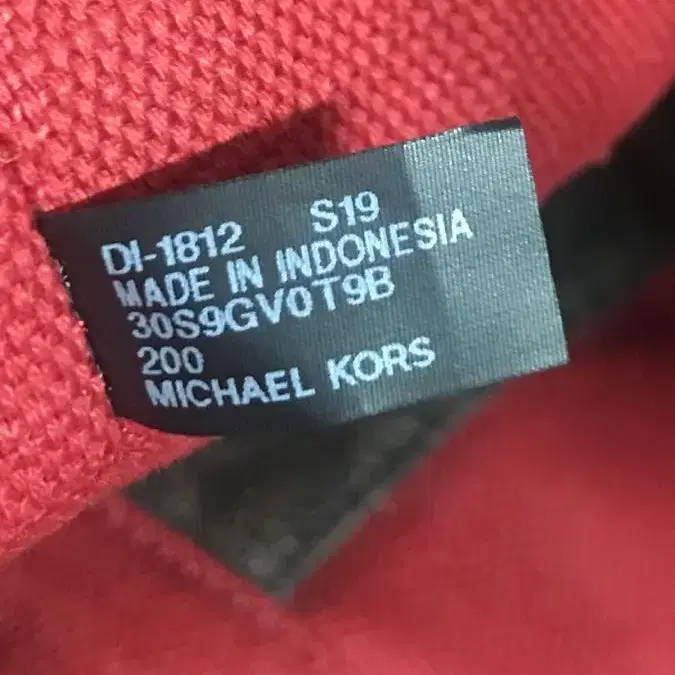 DI-1812 S19
MADE IN INDONESIA
30S9GV0T9B
200
MICHAEL KORS